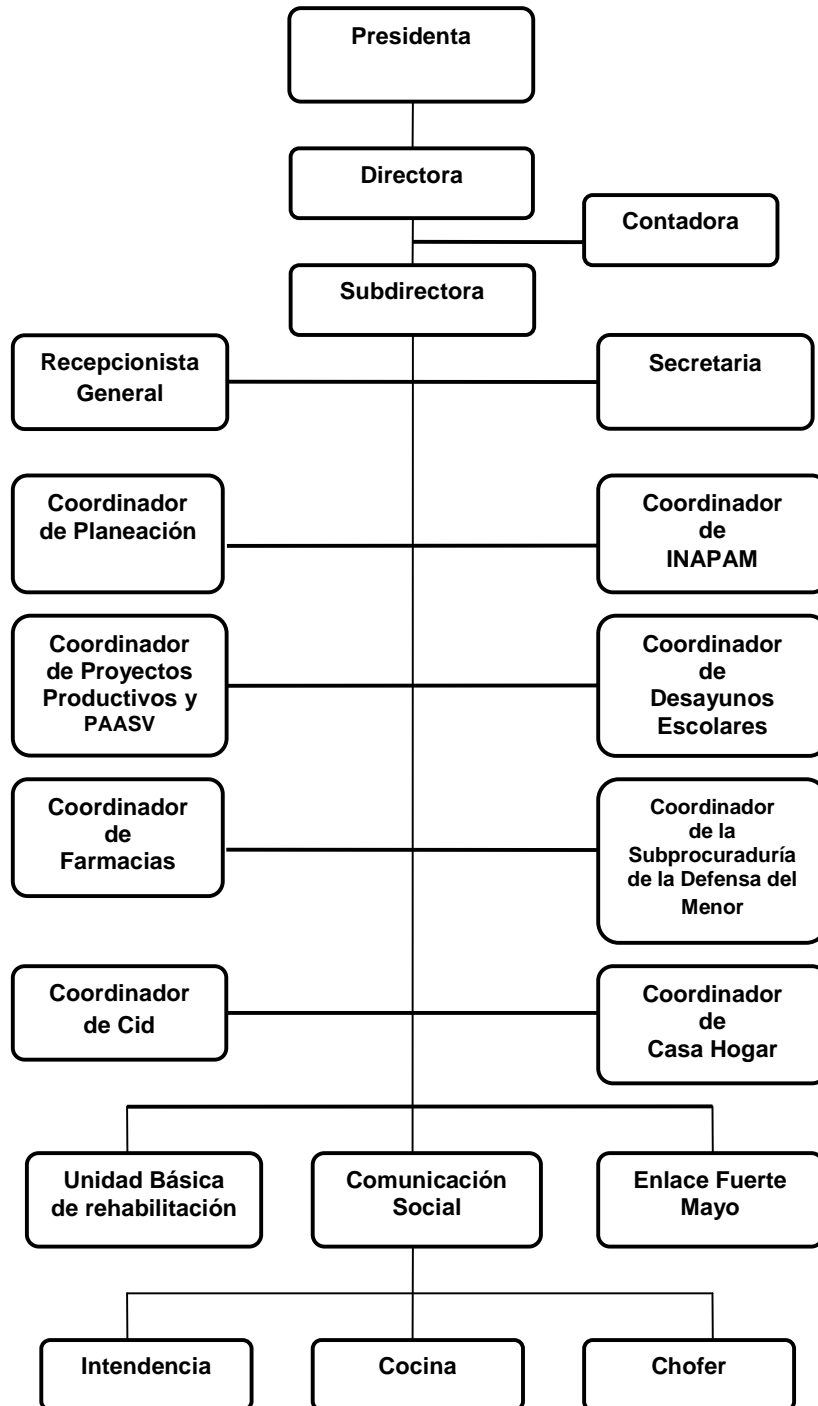 Presidenta
Directora
Contadora
Subdirectora
Recepcionista
General
Secretaria
Coordinador
de Planeación
Coordinador
de
INAPAM
Coordinador
de Proyectos
Productivos y
PAASV
Coordinador
de
Desayunos
Escolares
Coordinador
de
Farmacias
Coordinador
de la
Subprocuraduría
de la Defensa del
Menor
Coordinador
de Cid
Coordinador
de
Casa Hogar
Unidad Básica
de rehabilitación
Comunicación
Social
Enlace Fuerte
Mayo
Intendencia
Cocina
Chofer